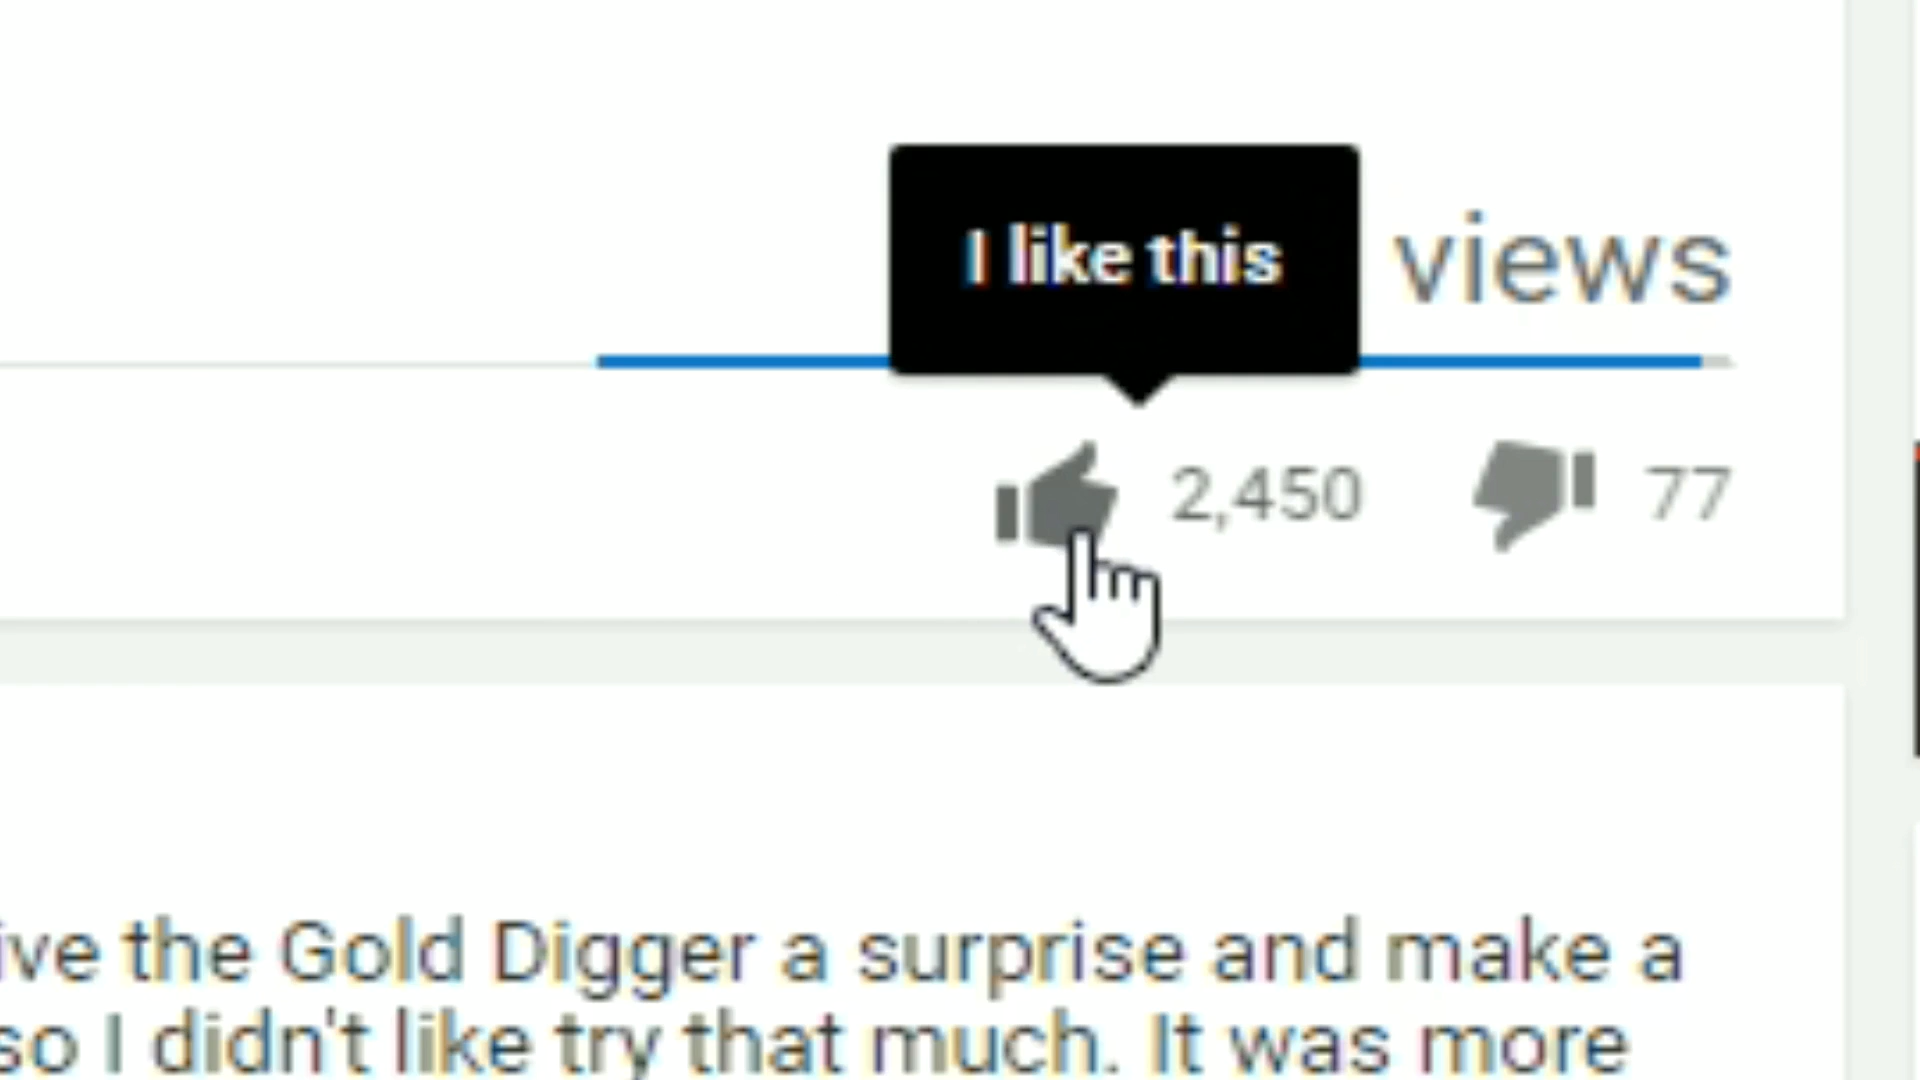 I like this
views
2,450 77
ive the Gold Digger a surprise and make a
so I didn't like try that much. It was more